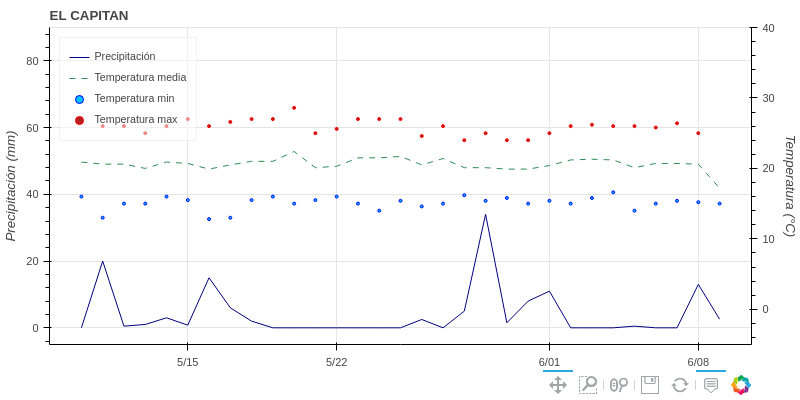 EL CAPITAN
Precipitación
Temperatura media
Temperatura min
Temperatura max
Precipitación (mm)
80
60
40
20
0
Temperatura (°C)
40
30
20
10
0
5/15
5/22
6/01
6/08